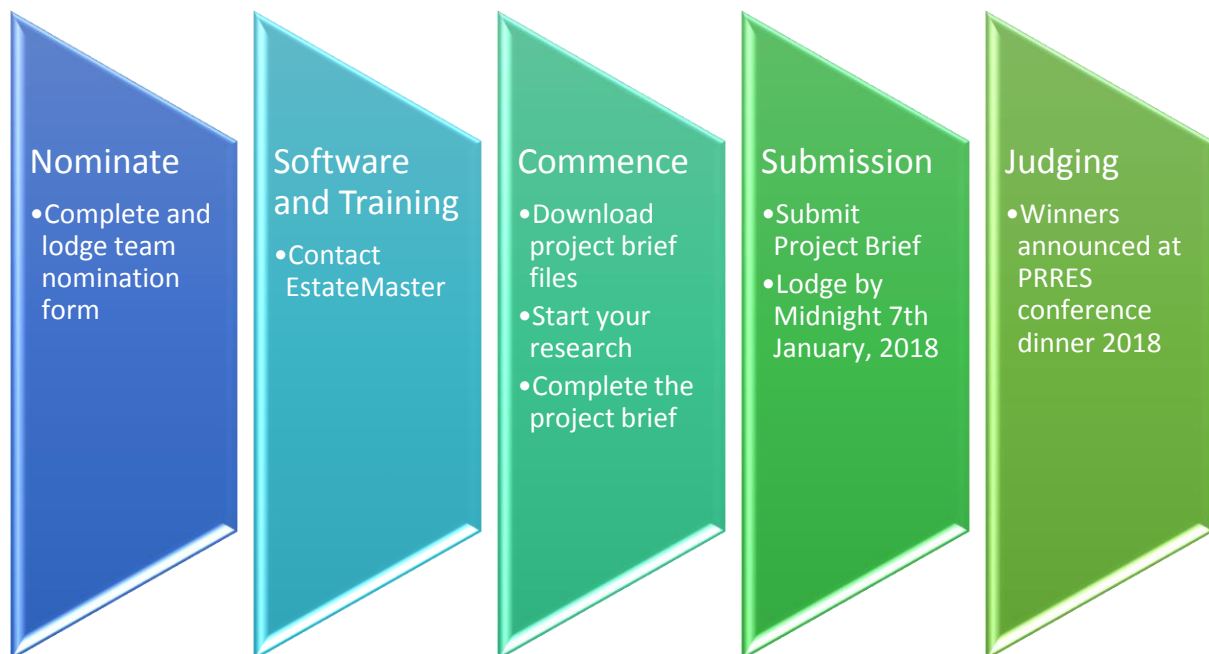 Nominate
•Complete and
lodge team
nomination
form
Software
and Training
•Contact
EstateMaster
Commence
•Download
project brief
files
•Start your
research
•Complete the
project brief
Submission
•Submit
Project Brief
•Lodge by
Midnight 7th
January, 2018
Judging
•Winners
announced at
PRRES
conference
dinner 2018